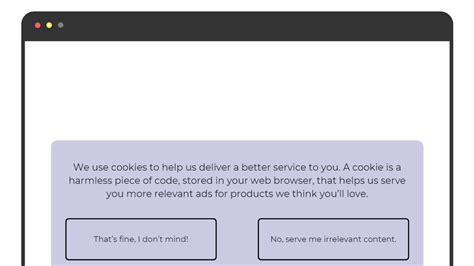 We use cookies to help us deliver a better service to you. A cookie is a
harmless piece of code, stored in your web browser, that helps us serve
you more relevant ads for products we think you'll love.
That's fine, I don't mind!
No, serve me irrelevant content.